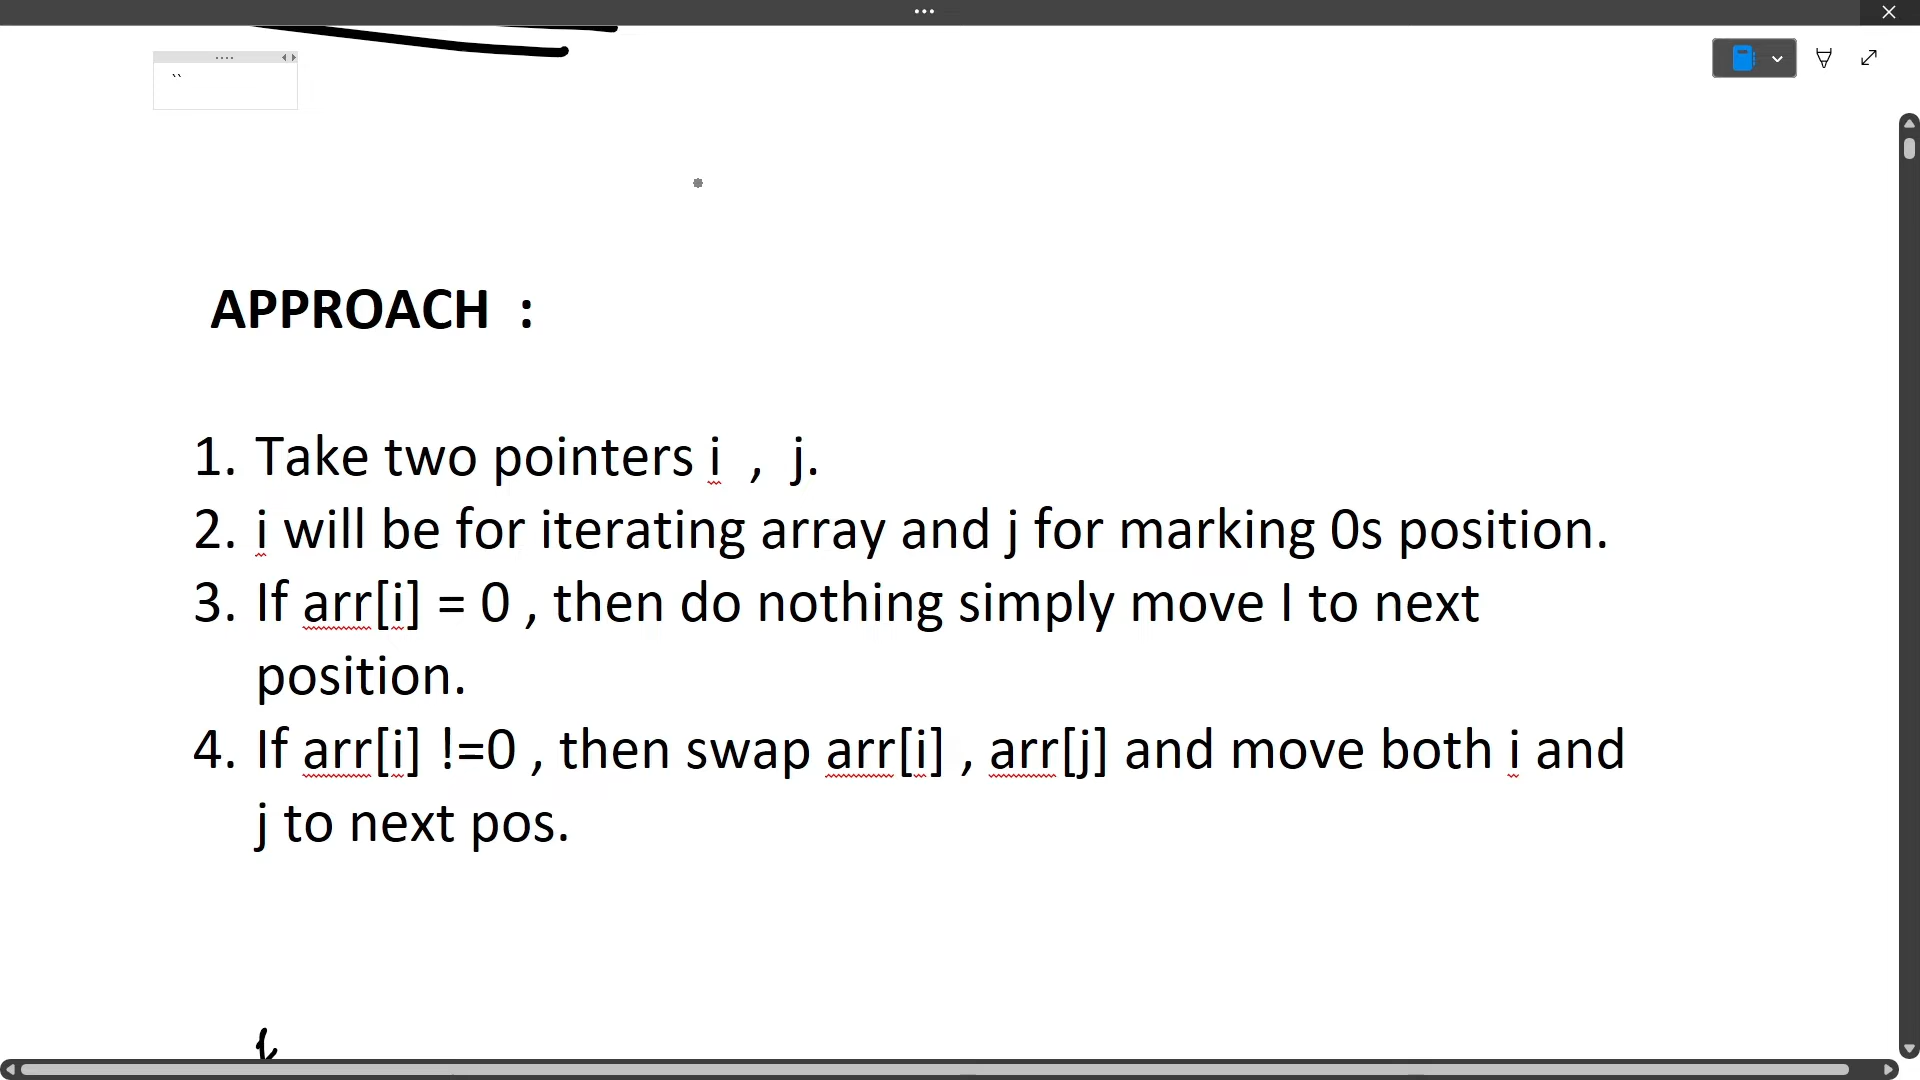 ``
APPROACH :
1. Take two pointers i , j.
2. i will be for iterating array and j for marking 0s position.
3. If arr[i] = 0 , then do nothing simply move I to next
position.
4. If arr[i] !=0 , then swap arr[i] , arr[j] and move both i and
j to next pos.